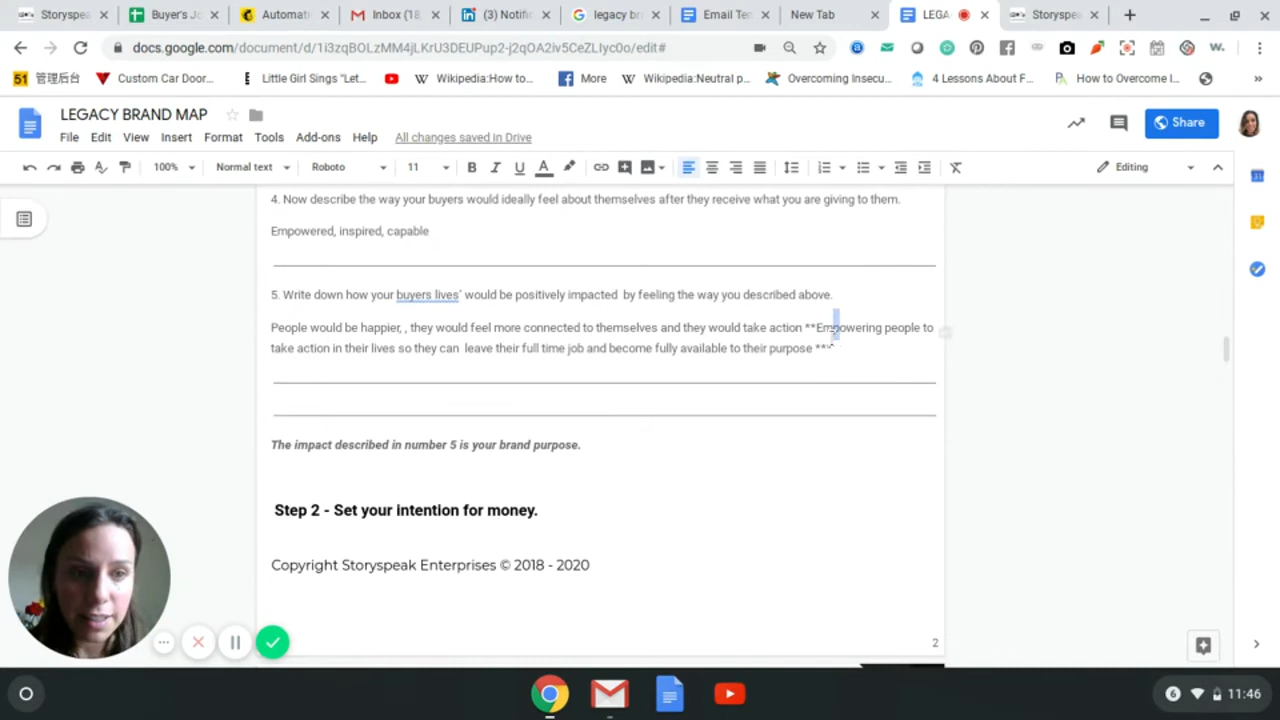 Storyspea
Buyer's Jo
Automati
Inbox (18,
(3) Notific
legacy bra
Email Tem
New Tab
LEGA
Storyspea
docs.google.com/document/d/1i3zqBOLzMM4jLKrU3DEUPup2-j2qOA2iv5CeZLIyc0o/edit#
51 管理后台
Custom Car Door...
Little Girl Sings "Let...
Wikipedia:How to...
More
Wikipedia:Neutral p...
Overcoming Insecu...
4 Lessons About F...
How to Overcome I...
LEGACY BRAND MAP
File Edit View Insert Format Tools Add-ons Help All changes saved in Drive
Share
100% Normal text Roboto 11 B I U A Editing
4. Now describe the way your buyers would ideally feel about themselves after they receive what you are giving to them.
Empowered, inspired, capable
5. Write down how your buyers lives' would be positively impacted by feeling the way you described above.
People would be happier, , they would feel more connected to themselves and they would take action **Empowering people to
take action in their lives so they can leave their full time job and become fully available to their purpose ***
The impact described in number 5 is your brand purpose.
Step 2 - Set your intention for money.
Copyright Storyspeak Enterprises © 2018 - 2020
2
6 11:46